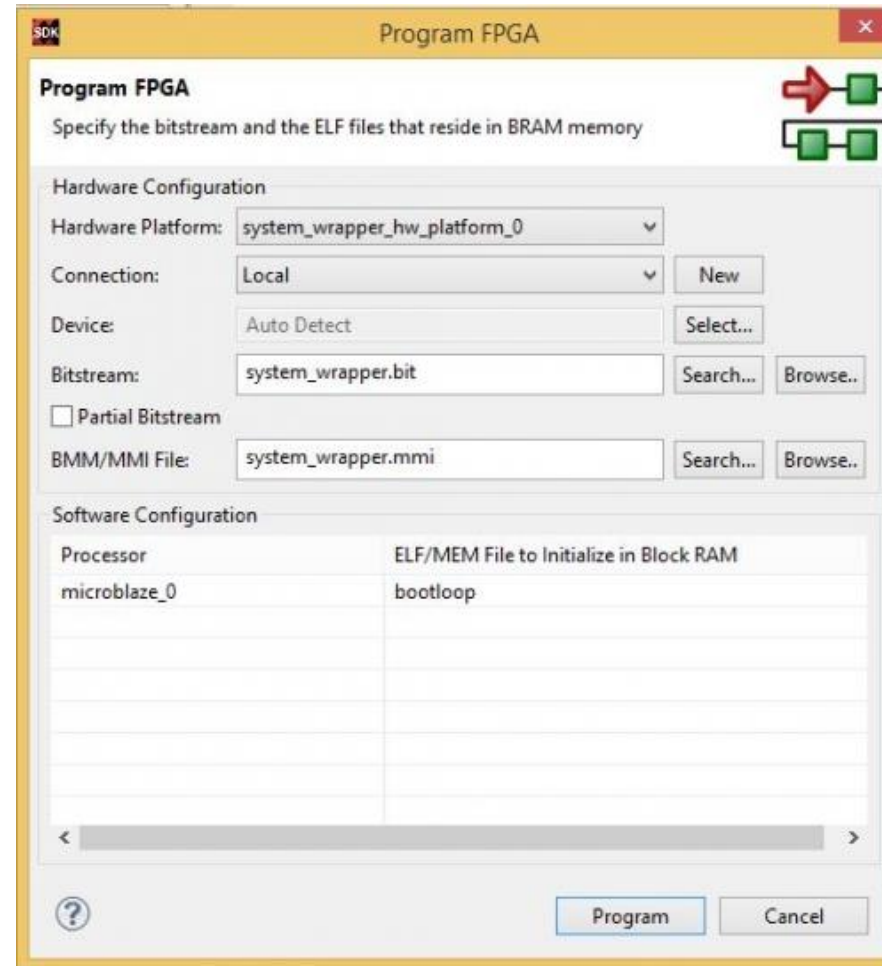 SDK Program FPGA
Program FPGA
Specify the bitstream and the ELF files that reside in BRAM memory
Hardware Configuration
Hardware Platform: system_wrapper_hw_platform_0
Connection: Local New
Device: Auto Detect Select...
Bitstream: system_wrapper.bit Search... Browse..
Partial Bitstream
BMM/MMI File: system_wrapper.mmi Search... Browse..
Software Configuration
Processor ELF/MEM File to Initialize in Block RAM
microblaze_0 bootloop
? Program Cancel